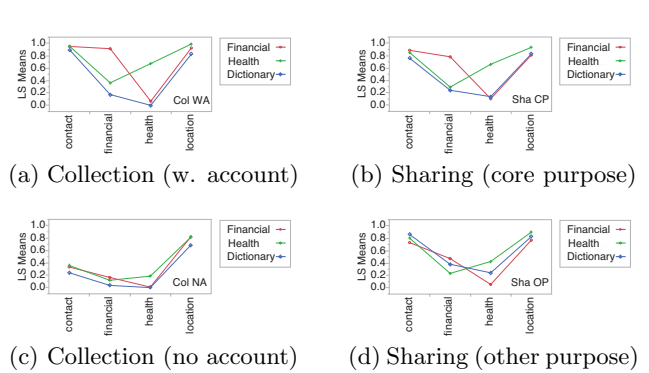 LS Means
1.0
0.8
0.6
0.4
0.2
0.0
Col WA
contact
financial
health
location
Financial
Health
Dictionary
(a) Collection (w. account)
LS Means
1.0
0.8
0.6
0.4
0.2
0.0
Sha CP
contact
financial
health
location
Financial
Health
Dictionary
(b) Sharing (core purpose)
LS Means
1.0
0.8
0.6
0.4
0.2
0.0
Col NA
contact
financial
health
location
Financial
Health
Dictionary
(c) Collection (no account)
LS Means
1.0
0.8
0.6
0.4
0.2
0.0
Sha OP
contact
financial
health
location
Financial
Health
Dictionary
(d) Sharing (other purpose)